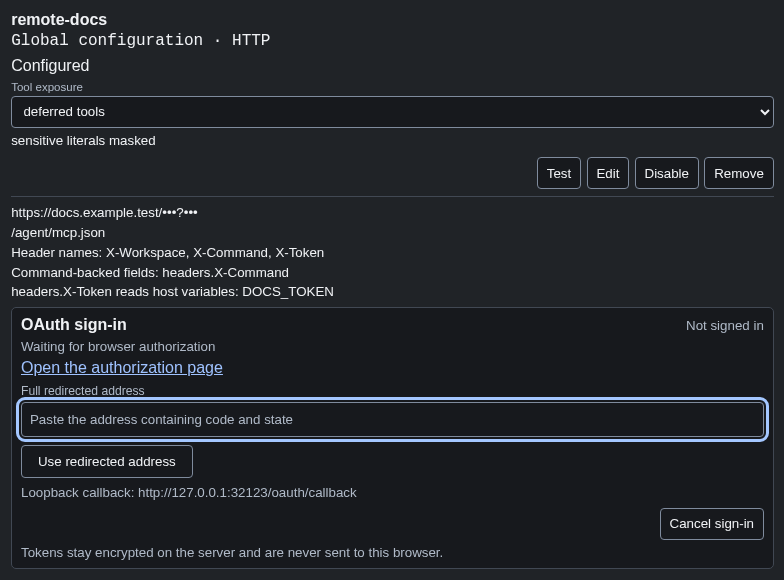 remote-docs
Global configuration · HTTP
Configured
Tool exposure
deferred tools
sensitive literals masked
Test Edit Disable Remove
https://docs.example.test/•••?•••
/agent/mcp.json
Header names: X-Workspace, X-Command, X-Token
Command-backed fields: headers.X-Command
headers.X-Token reads host variables: DOCS_TOKEN
OAuth sign-in Not signed in
Waiting for browser authorization
Open the authorization page
Full redirected address
Paste the address containing code and state
Use redirected address
Loopback callback: http://127.0.0.1:32123/oauth/callback
Cancel sign-in
Tokens stay encrypted on the server and are never sent to this browser.